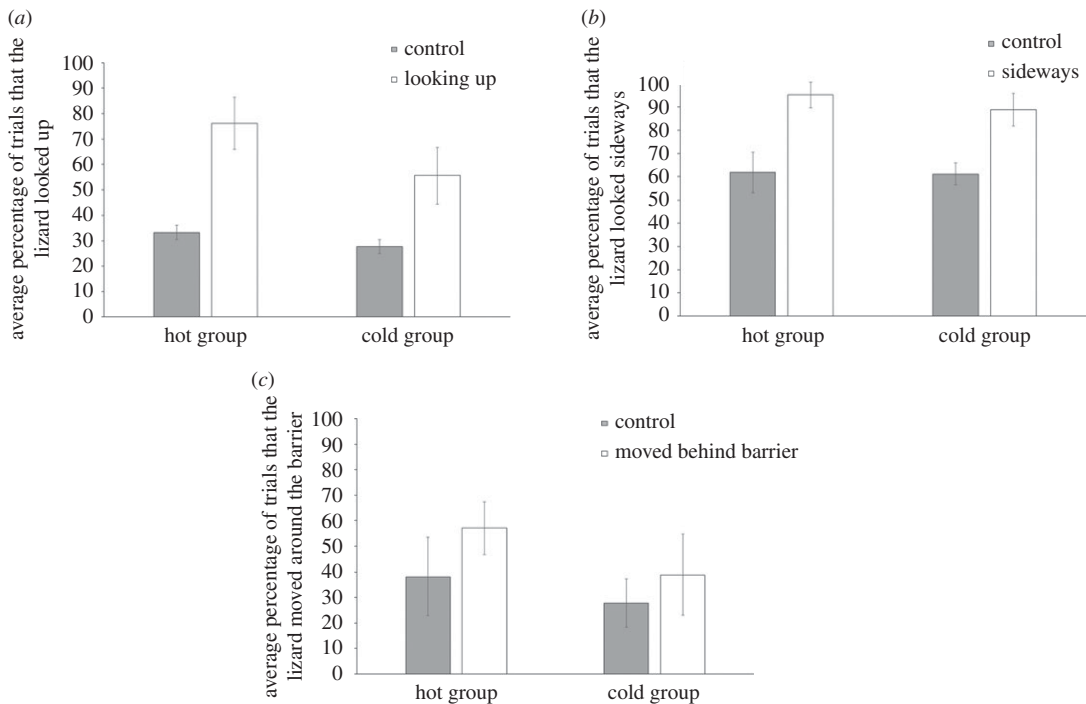 (a)
control
looking up
average percentage of trials that the
lizard looked up
100
90
80
70
60
50
40
30
20
10
0
hot group
cold group
(b)
control
sideways
average percentage of trials that the
lizard looked sideways
100
90
80
70
60
50
40
30
20
10
0
hot group
cold group
(c)
control
moved behind barrier
average percentage of trials that the
lizard moved around the barrier
100
90
80
70
60
50
40
30
20
10
0
hot group
cold group